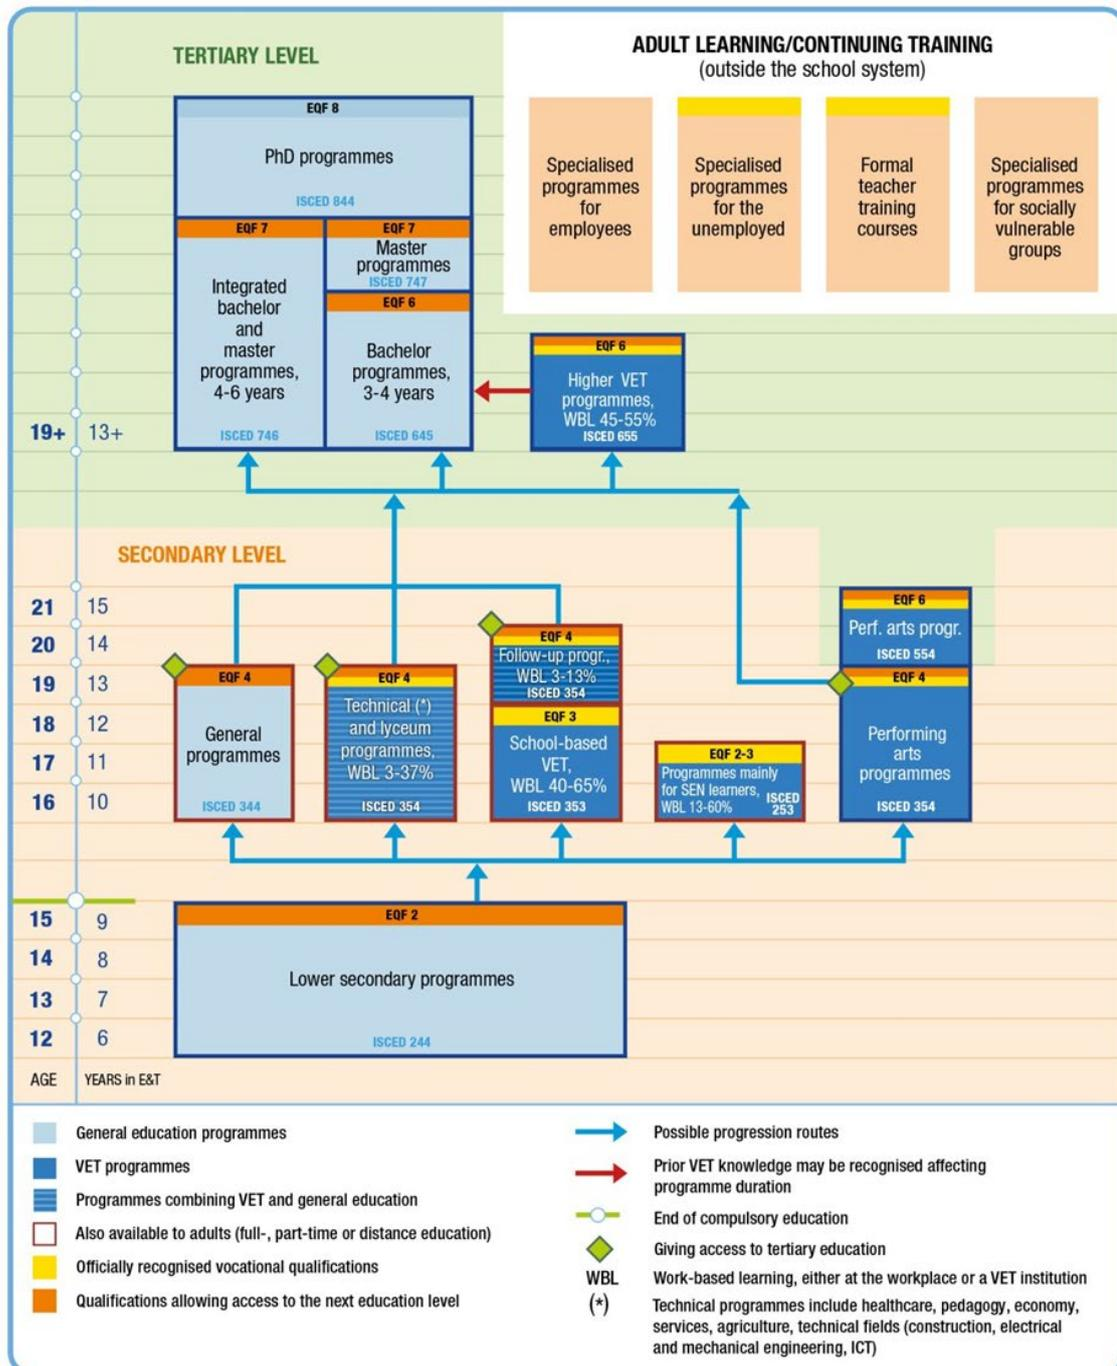 TERTIARY LEVEL
ADULT LEARNING/CONTINUING TRAINING
(outside the school system)
Specialised
programmes
for
employees
Specialised
programmes
for the
unemployed
Formal
teacher
training
courses
Specialised
programmes
for socially
vulnerable
groups
EQF 8
PhD programmes
ISCED 844
EQF 7
Integrated
bachelor
and
master
programmes,
4-6 years
ISCED 746
EQF 7
Master
programmes
ISCED 747
EQF 6
Bachelor
programmes,
3-4 years
ISCED 645
EQF 6
Higher VET
programmes,
WBL 45-55%
ISCED 655
19+ 13+
SECONDARY LEVEL
21 15
20 14
19 13
18 12
17 11
16 10
EQF 4
General
programmes
ISCED 344
EQF 4
Technical (*)
and lyceum
programmes,
WBL 3-37%
ISCED 354
EQF 4
Follow-up progr.,
WBL 3-13%
ISCED 354
EQF 3
School-based
VET,
WBL 40-65%
ISCED 353
EQF 2-3
Programmes mainly
for SEN learners,
WBL 13-60%
ISCED
253
EQF 6
Perf. arts progr.
ISCED 554
EQF 4
Performing
arts
programmes
ISCED 354
15 9
14 8
13 7
12 6
AGE YEARS in E&T
EQF 2
Lower secondary programmes
ISCED 244
General education programmes
VET programmes
Programmes combining VET and general education
Also available to adults (full-, part-time or distance education)
Officially recognised vocational qualifications
Qualifications allowing access to the next education level
Possible progression routes
Prior VET knowledge may be recognised affecting
programme duration
End of compulsory education
Giving access to tertiary education
WBL Work-based learning, either at the workplace or a VET institution
(*) Technical programmes include healthcare, pedagogy, economy,
services, agriculture, technical fields (construction, electrical
and mechanical engineering, ICT)